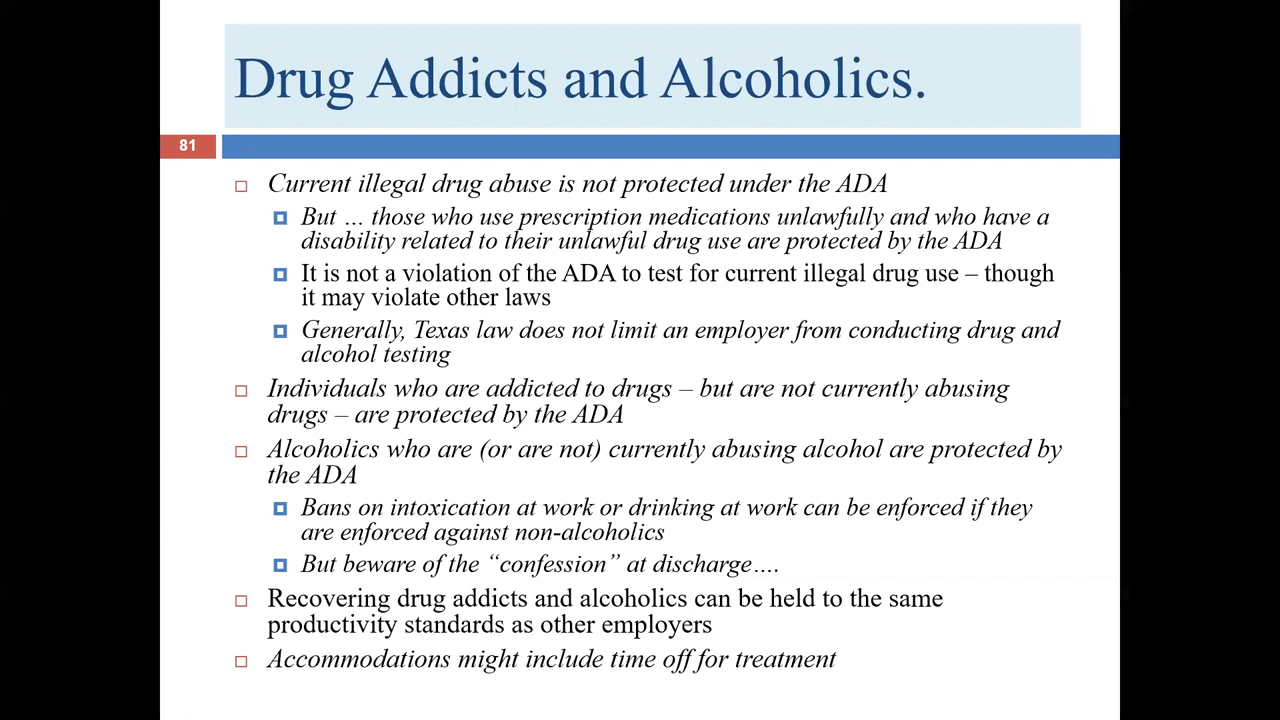 Drug Addicts and Alcoholics.
81
Current illegal drug abuse is not protected under the ADA
But … those who use prescription medications unlawfully and who have a
disability related to their unlawful drug use are protected by the ADA
It is not a violation of the ADA to test for current illegal drug use – though
it may violate other laws
Generally, Texas law does not limit an employer from conducting drug and
alcohol testing
Individuals who are addicted to drugs – but are not currently abusing
drugs – are protected by the ADA
Alcoholics who are (or are not) currently abusing alcohol are protected by
the ADA
Bans on intoxication at work or drinking at work can be enforced if they
are enforced against non-alcoholics
But beware of the “confession” at discharge….
Recovering drug addicts and alcoholics can be held to the same
productivity standards as other employers
Accommodations might include time off for treatment